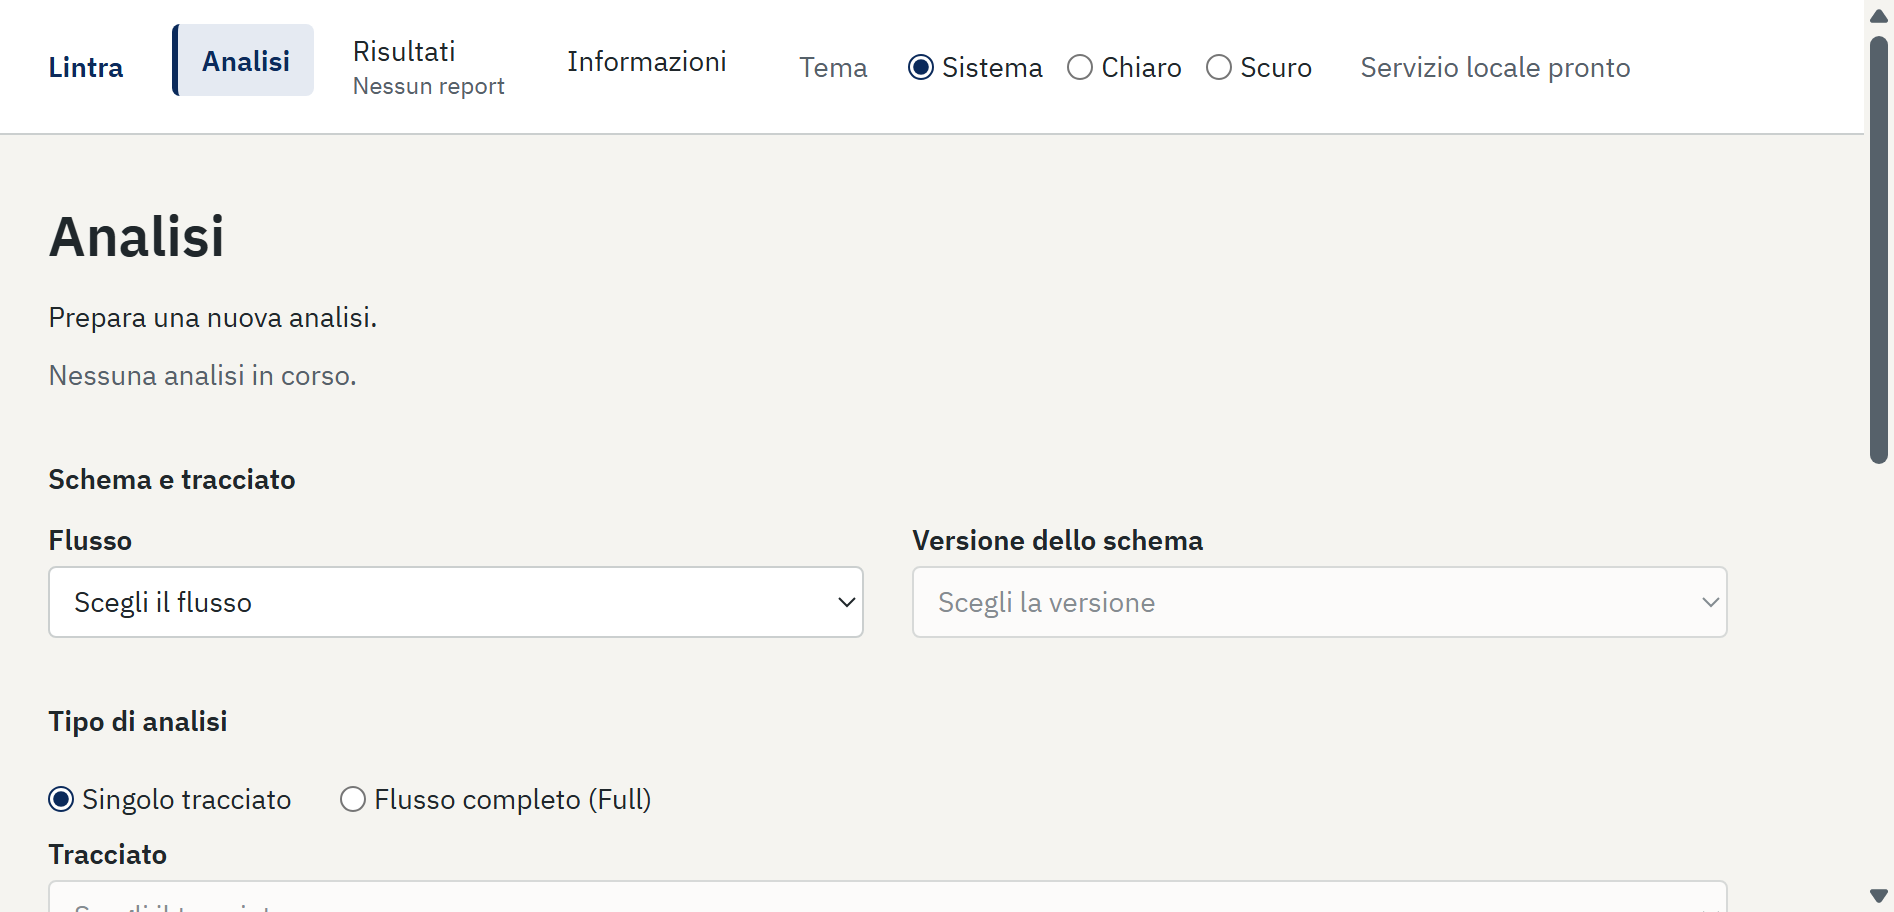 Lintra
Analisi
Risultati
Nessun report
Informazioni
Tema
Sistema
Chiaro
Scuro
Servizio locale pronto
Analisi
Prepara una nuova analisi.
Nessuna analisi in corso.
Schema e tracciato
Flusso
Versione dello schema
Scegli il flusso
Scegli la versione
Tipo di analisi
Singolo tracciato
Flusso completo (Full)
Tracciato